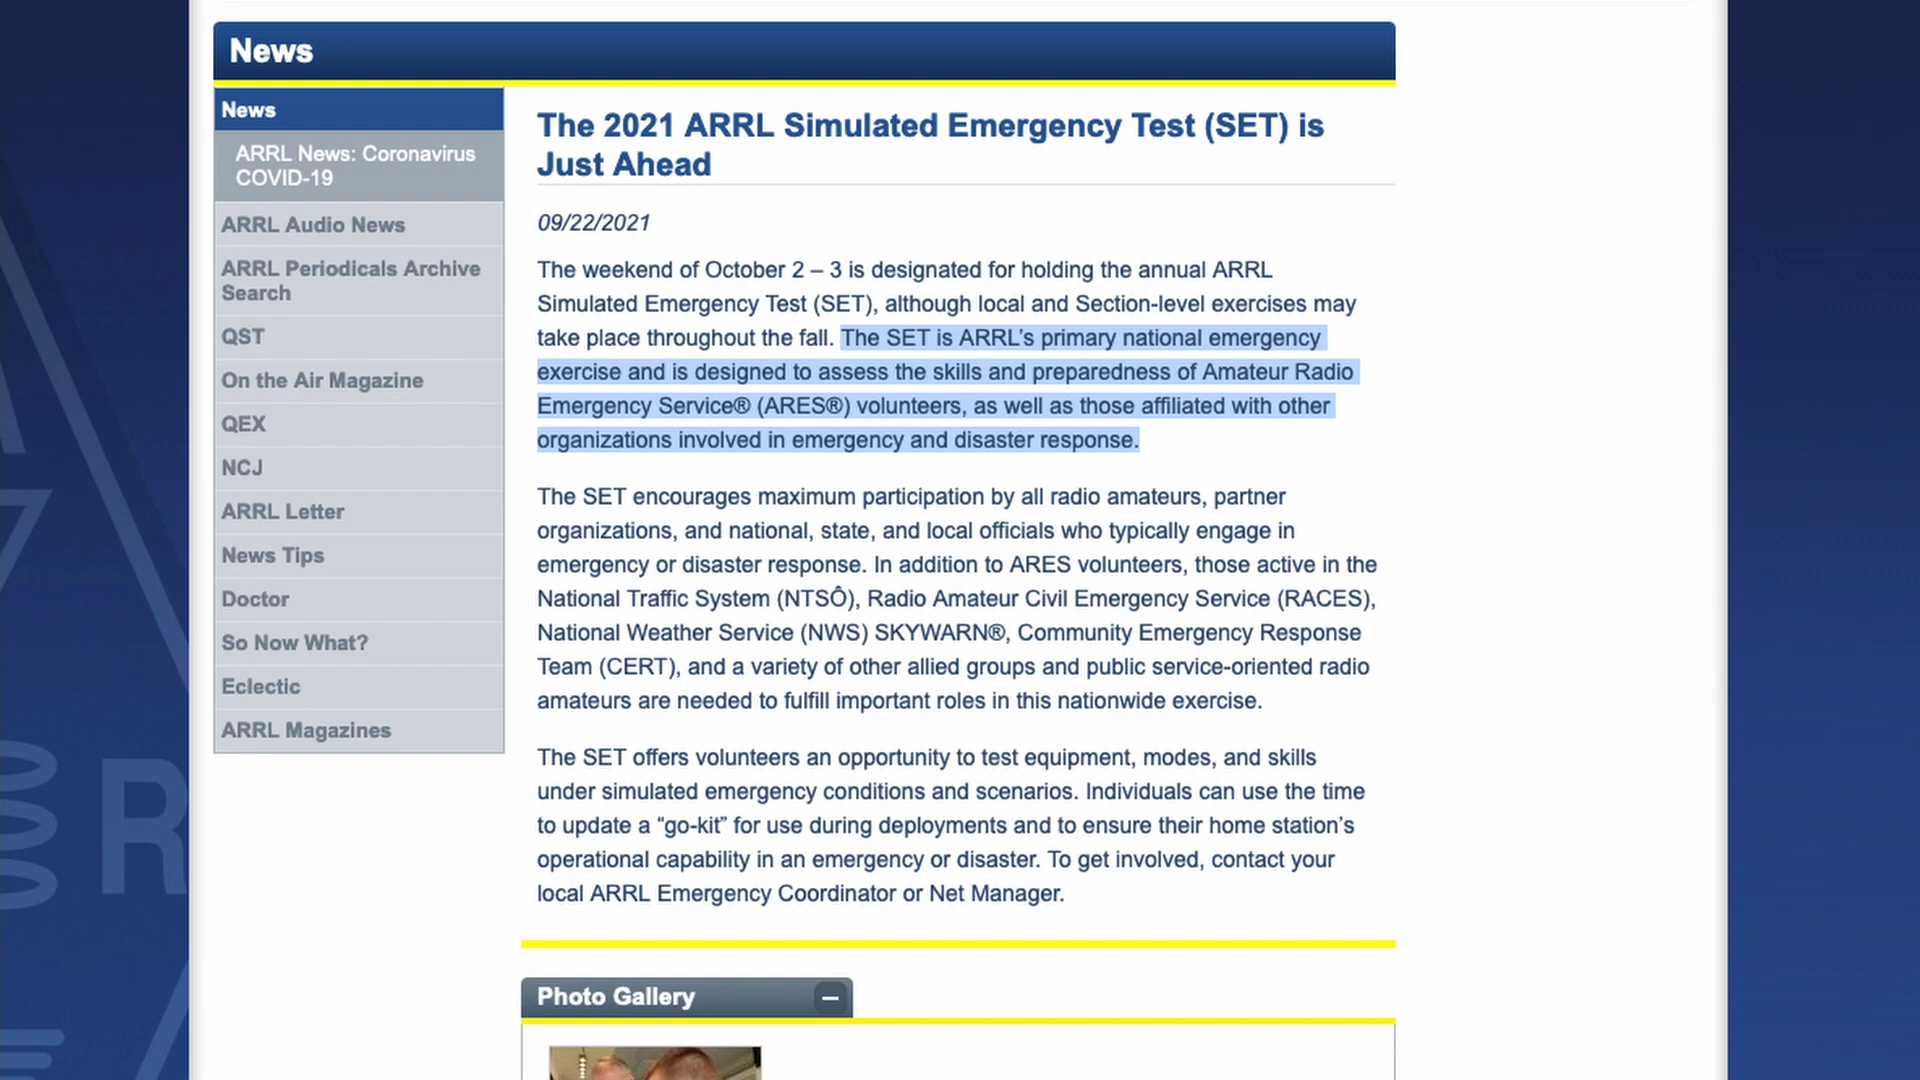 News
News
ARRL News: Coronavirus
COVID-19
ARRL Audio News
ARRL Periodicals Archive
Search
QST
On the Air Magazine
QEX
NCJ
ARRL Letter
News Tips
Doctor
So Now What?
Eclectic
ARRL Magazines
The 2021 ARRL Simulated Emergency Test (SET) is
Just Ahead
09/22/2021
The weekend of October 2 – 3 is designated for holding the annual ARRL
Simulated Emergency Test (SET), although local and Section-level exercises may
take place throughout the fall. The SET is ARRL’s primary national emergency
exercise and is designed to assess the skills and preparedness of Amateur Radio
Emergency Service® (ARES®) volunteers, as well as those affiliated with other
organizations involved in emergency and disaster response.
The SET encourages maximum participation by all radio amateurs, partner
organizations, and national, state, and local officials who typically engage in
emergency or disaster response. In addition to ARES volunteers, those active in the
National Traffic System (NTSÔ), Radio Amateur Civil Emergency Service (RACES),
National Weather Service (NWS) SKYWARN®, Community Emergency Response
Team (CERT), and a variety of other allied groups and public service-oriented radio
amateurs are needed to fulfill important roles in this nationwide exercise.
The SET offers volunteers an opportunity to test equipment, modes, and skills
under simulated emergency conditions and scenarios. Individuals can use the time
to update a “go-kit” for use during deployments and to ensure their home station’s
operational capability in an emergency or disaster. To get involved, contact your
local ARRL Emergency Coordinator or Net Manager.
Photo Gallery